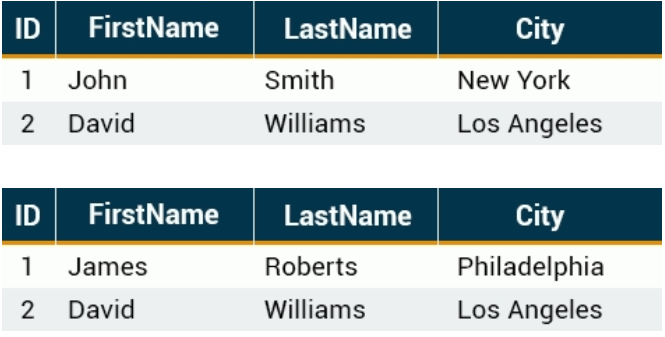 ID FirstName LastName City
1 John Smith New York
2 David Williams Los Angeles
ID FirstName LastName City
1 James Roberts Philadelphia
2 David Williams Los Angeles